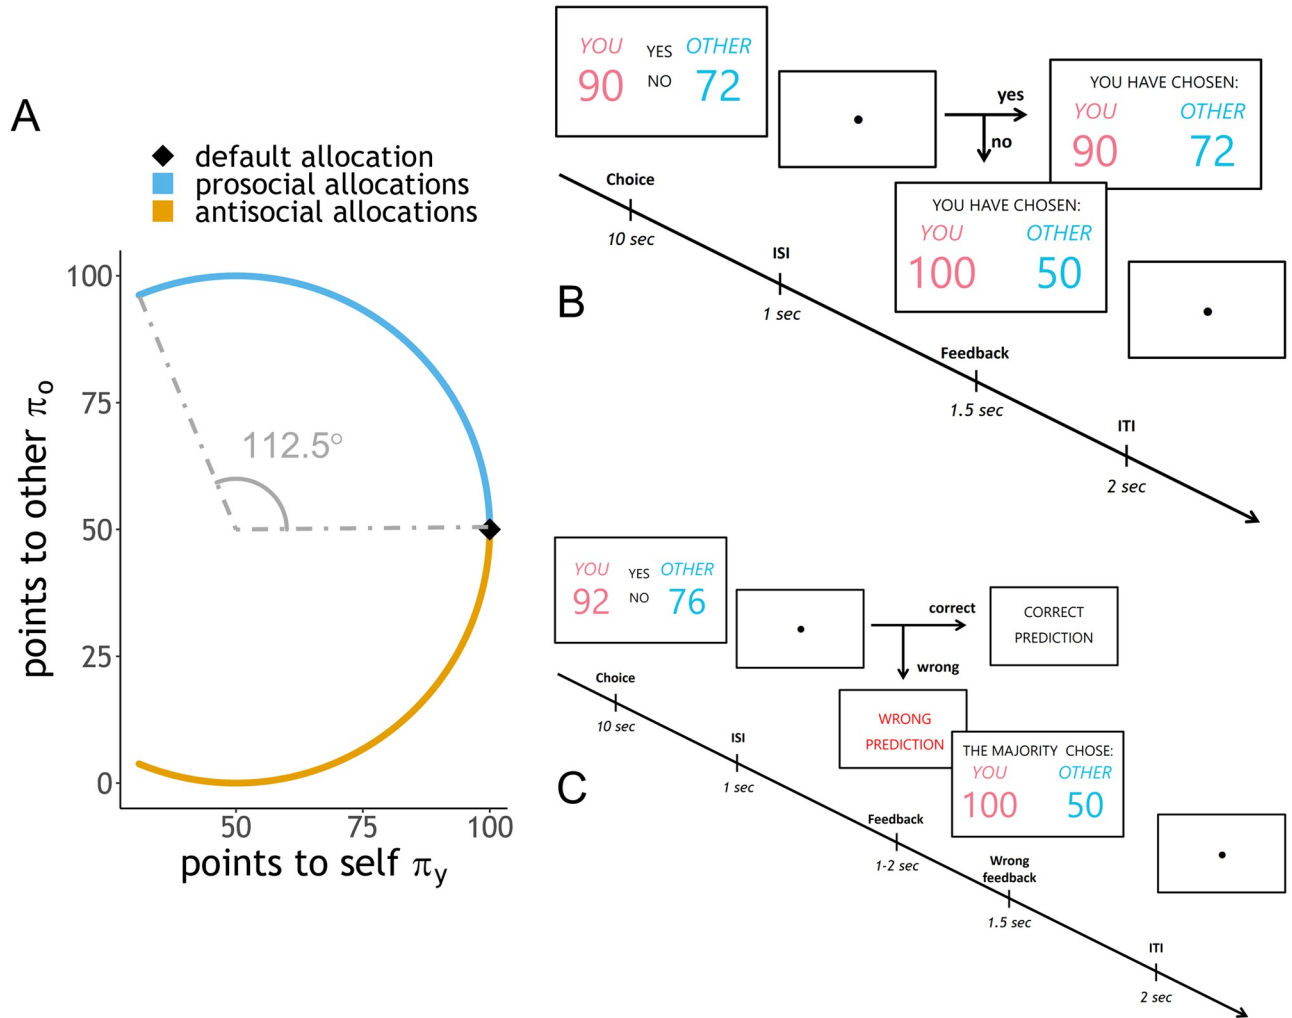 A
default allocation
prosocial allocations
antisocial allocations
points to other πo
100
75
50
25
0
112.5°
50 75 100
points to self πy
B
YOU YES OTHER
90 NO 72
yes
no
YOU HAVE CHOSEN:
YOU OTHER
90 72
YOU HAVE CHOSEN:
YOU OTHER
100 50
Choice
10 sec
ISI
1 sec
Feedback
1.5 sec
ITI
2 sec
C
YOU YES OTHER
92 NO 76
correct
wrong
CORRECT
PREDICTION
WRONG
PREDICTION
THE MAJORITY CHOSE:
YOU OTHER
100 50
Choice
10 sec
ISI
1 sec
Feedback
1-2 sec
Wrong
feedback
1.5 sec
ITI
2 sec